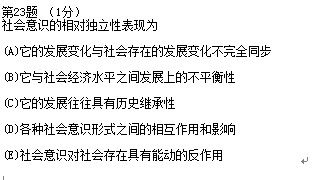 第23题 （1分）
社会意识的相对独立性表现为
(A)它的发展变化与社会存在的发展变化不完全同步
(B)它与社会经济水平之间发展上的不平衡性
(C)它的发展往往具有历史继承性
(D)各种社会意识形式之间的相互作用和影响
(E)社会意识对社会存在具有能动的反作用